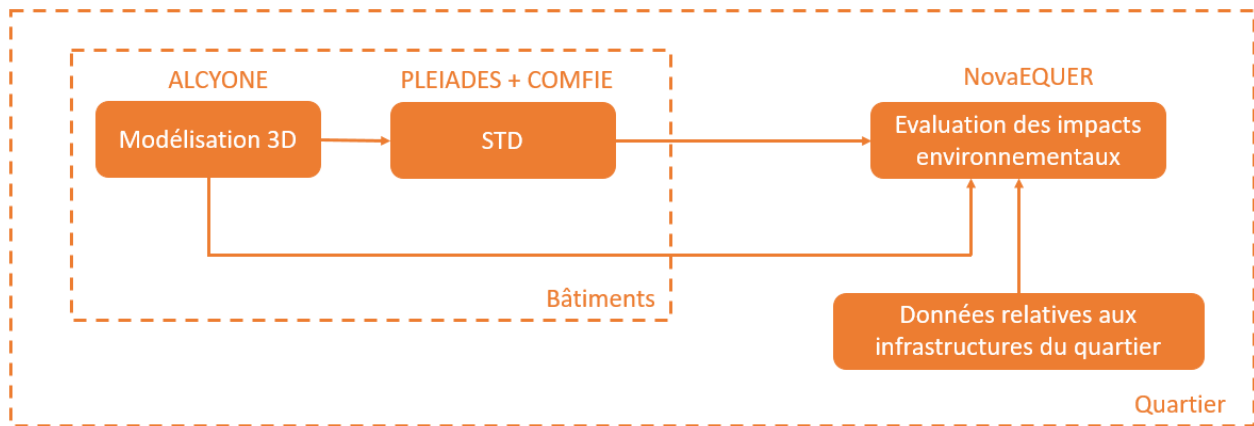 ALCYONE
PLEIADES + COMFIE
NovaEQUER
Modélisation 3D
STD
Evaluation des impacts
environnementaux
Bâtiments
Données relatives aux
infrastructures du quartier
Quartier